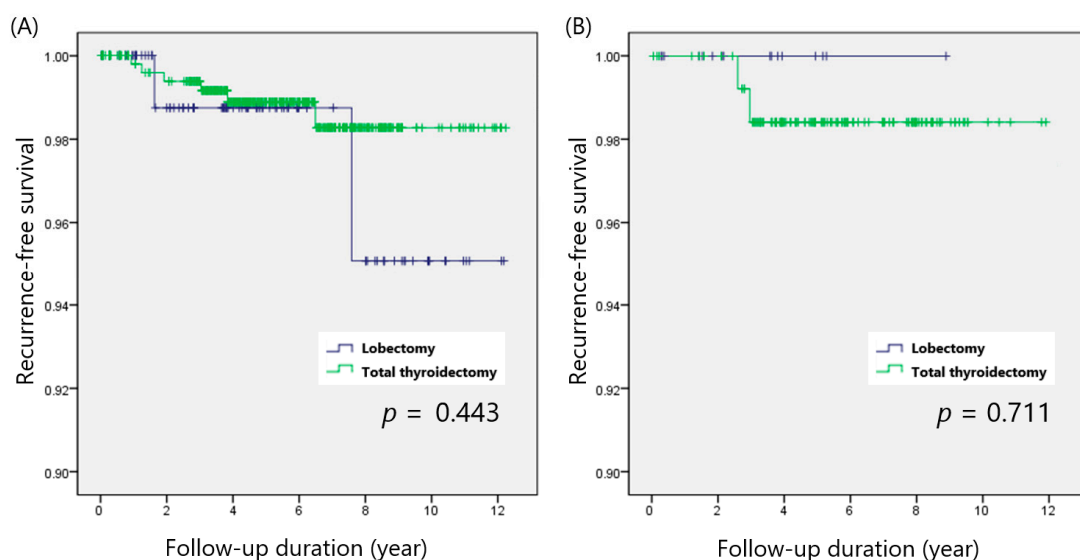 (A)
Recurrence-free survival
1.00
0.98
0.96
0.94
0.92
0.90
Lobectomy
Total thyroidectomy
p = 0.443
0 2 4 6 8 10 12
Follow-up duration (year)
(B)
Recurrence-free survival
1.00
0.98
0.96
0.94
0.92
0.90
Lobectomy
Total thyroidectomy
p = 0.711
0 2 4 6 8 10 12
Follow-up duration (year)